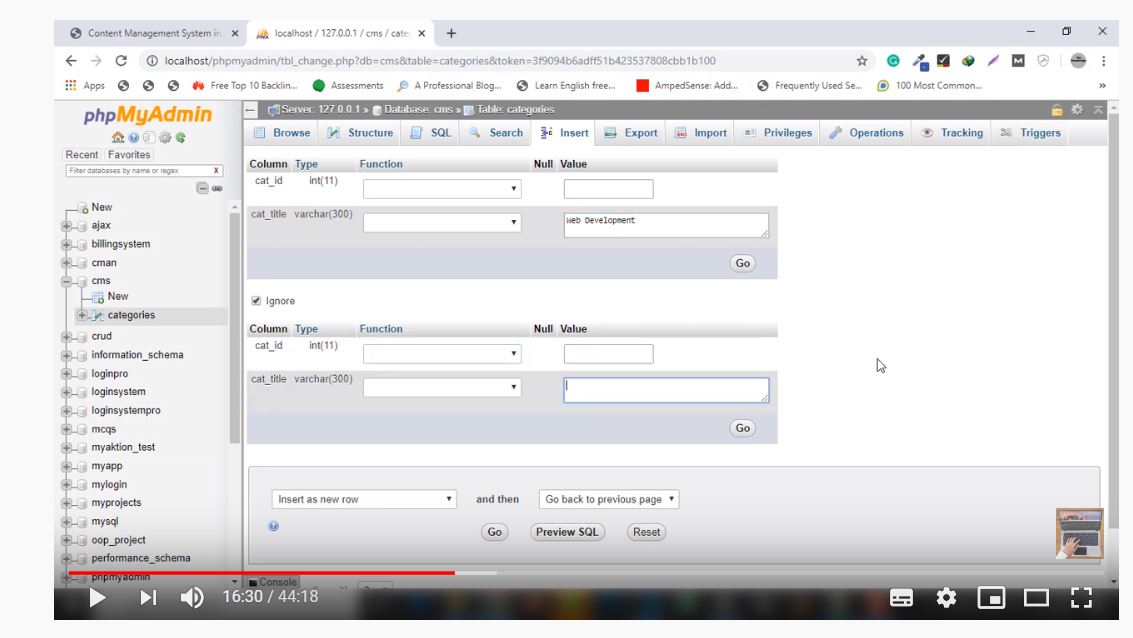 Content Management System in
localhost / 127.0.0.1 / cms / cate
localhost/phpmyadmin/tbl_change.php?db=cms&table=categories&token=3f9094b6adff51b423537808cbb1b100
Apps Free Top 10 Backlin... Assessments A Professional Blog... Learn English free... AmpedSense: Add... Frequently Used Se... 100 Most Common...
phpMyAdmin
Server: 127.0.0.1 » Database: cms » Table: categories
Browse Structure SQL Search Insert Export Import Privileges Operations Tracking Triggers
Recent Favorites
Filter databases by name or regex X
New
ajax
billingsystem
cman
cms
New
categories
crud
information_schema
loginpro
loginsystem
loginsystempro
mcqs
myaktion_test
myapp
mylogin
myprojects
mysql
oop_project
performance_schema
phpmyadmin
Column Type Function Null Value
cat_id int(11)
cat_title varchar(300) Web Development
Go
Ignore
Column Type Function Null Value
cat_id int(11)
cat_title varchar(300)
Go
Insert as new row and then Go back to previous page
Go Preview SQL Reset
Console
16:30 / 44:18